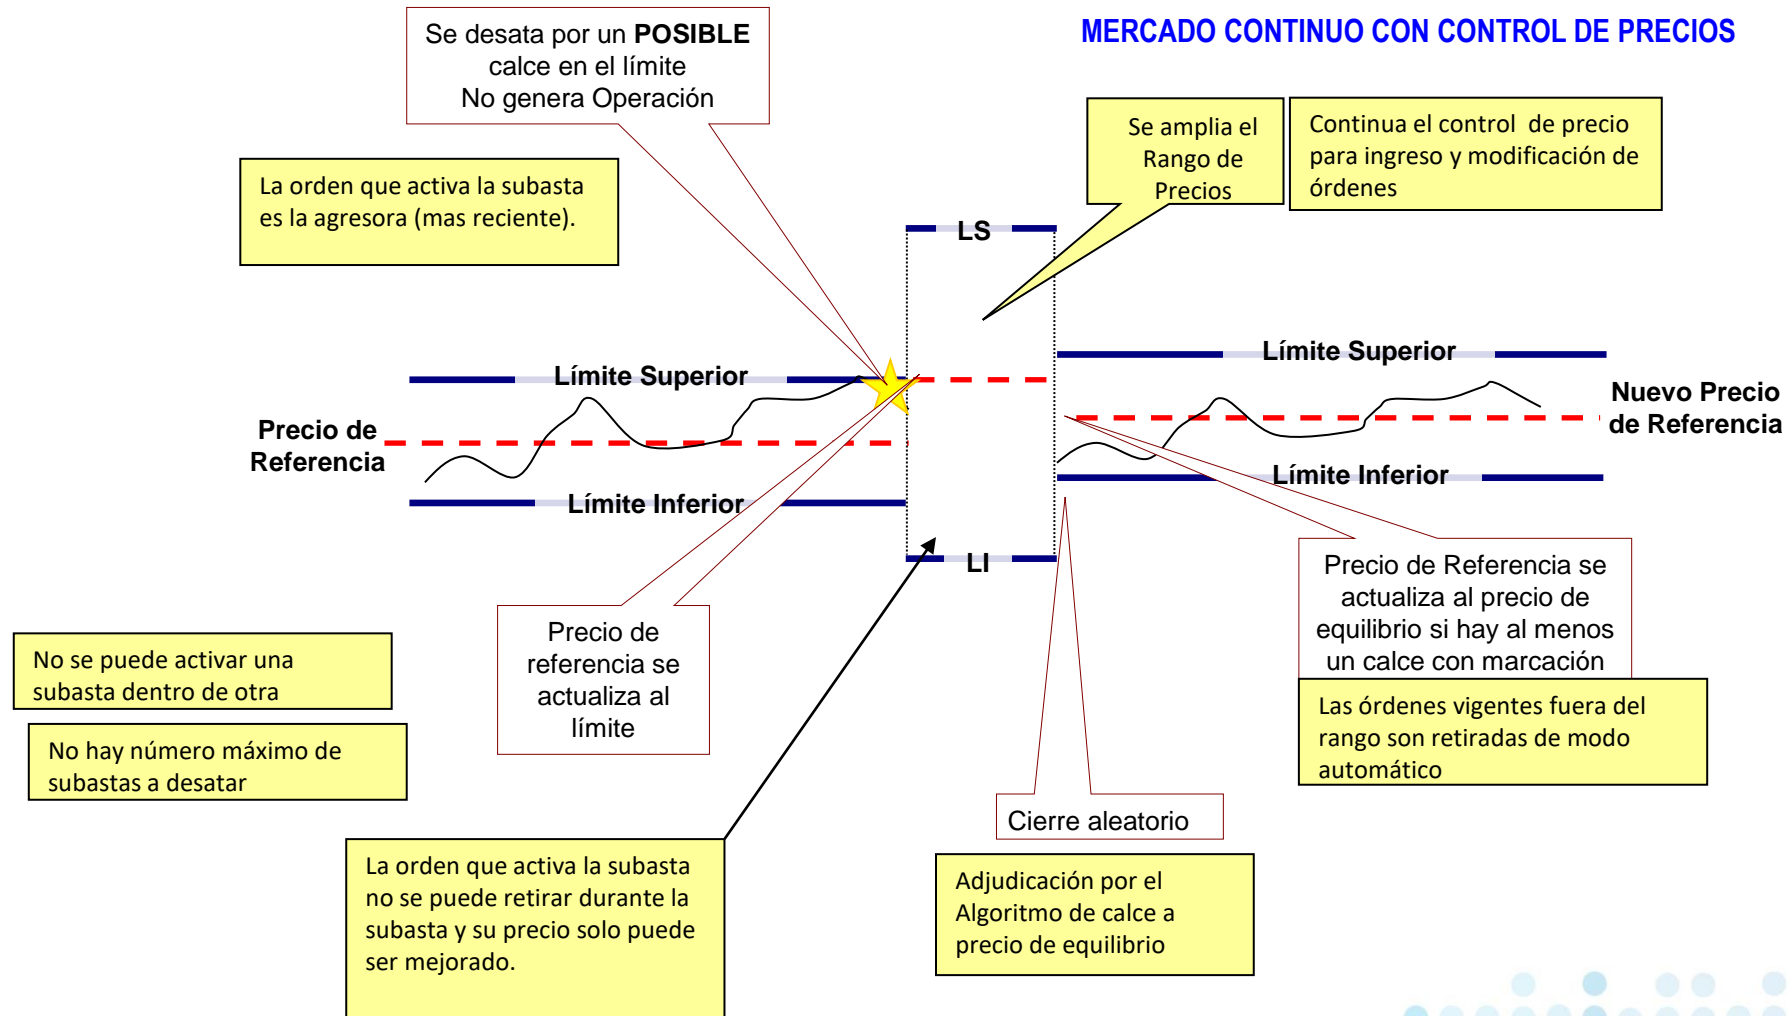 MERCADO CONTINUO CON CONTROL DE PRECIOS
Se desata por un POSIBLE
calce en el límite
No genera Operación
Se amplia el
Rango de
Precios
Continua el control  de precio
para ingreso y modificación de
órdenes
La orden que activa la subasta
es la agresora (mas reciente).
LS
Límite Superior
Límite Superior
Precio de
Referencia
Nuevo Precio
de Referencia
Límite Inferior
Límite Inferior
LI
Precio de
referencia se
actualiza al
límite
Precio de Referencia se
actualiza al precio de
equilibrio si hay al menos
un calce con marcación
No se puede activar una
subasta dentro de otra
Las órdenes vigentes fuera del
rango son retiradas de modo
automático
No hay número máximo de
subastas a desatar
Cierre aleatorio
La orden que activa la subasta
no se puede retirar durante la
subasta y su precio solo puede
ser mejorado.
Adjudicación por el
Algoritmo de calce a
precio de equilibrio